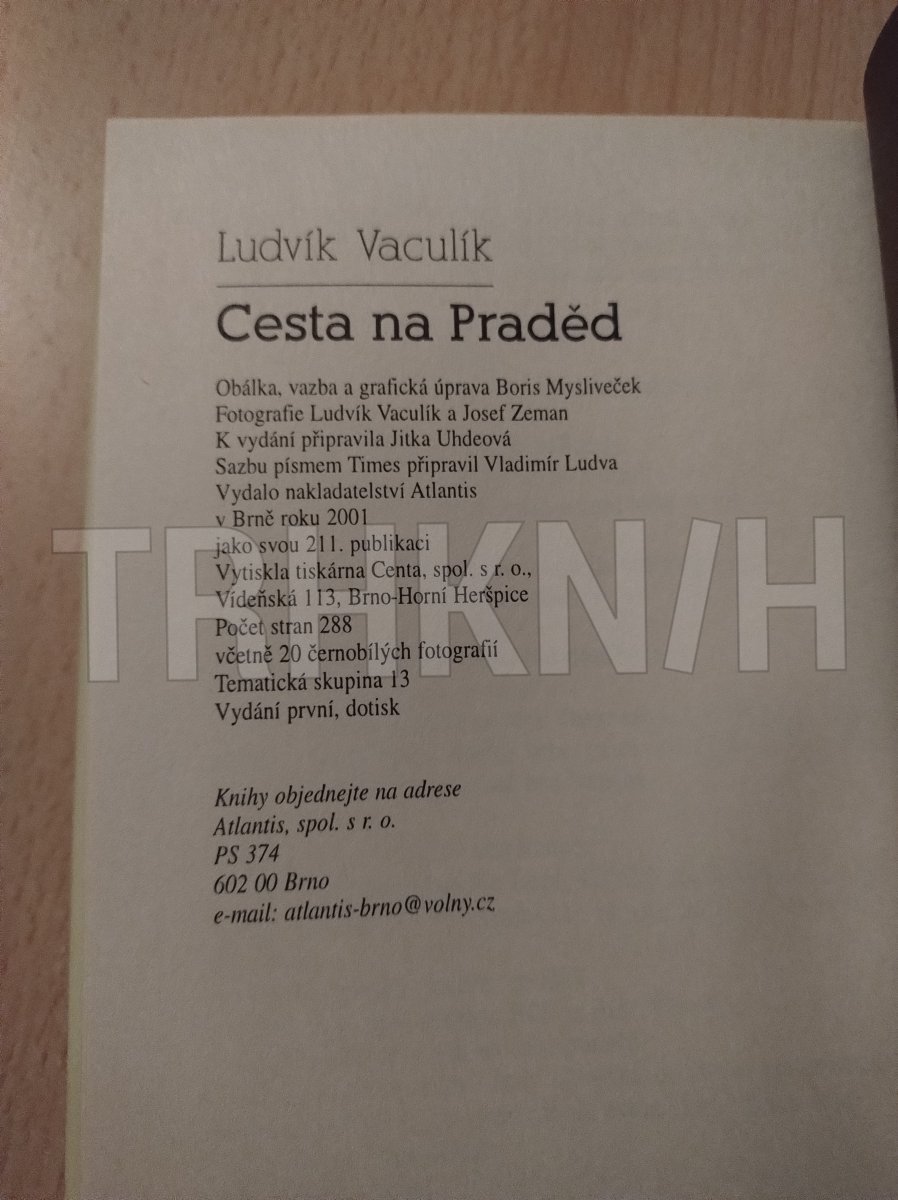 Ludvík Vaculík
Cesta na Praděd
Obálka, vazba a grafická úprava Boris Mysliveček
Fotografie Ludvík Vaculík a Josef Zeman
K vydání připravila Jitka Uhdeová
Sazbu písmem Times připravil Vladimír Ludva
Vydalo nakladatelství Atlantis
v Brně roku 2001
jako svou 211. publikaci
Vytiskla tiskárna Centa, spol. s r. o.,
Vídeňská 113, Brno-Horní Heršpice
Počet stran 288
včetně 20 černobílých fotografií
Tematická skupina 13
Vydání první, dotisk
Knihy objednejte na adrese
Atlantis, spol. s r. o.
PS 374
602 00 Brno
e-mail: atlantis-brno@volny.cz
TRHKN/H